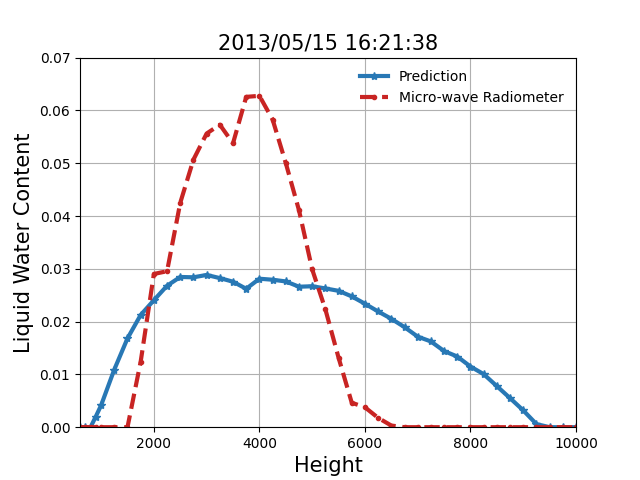 2013/05/15 16:21:38
Prediction
Micro-wave Radiometer
Liquid Water Content
0.07
0.06
0.05
0.04
0.03
0.02
0.01
0.00
2000 4000 6000 8000 10000
Height